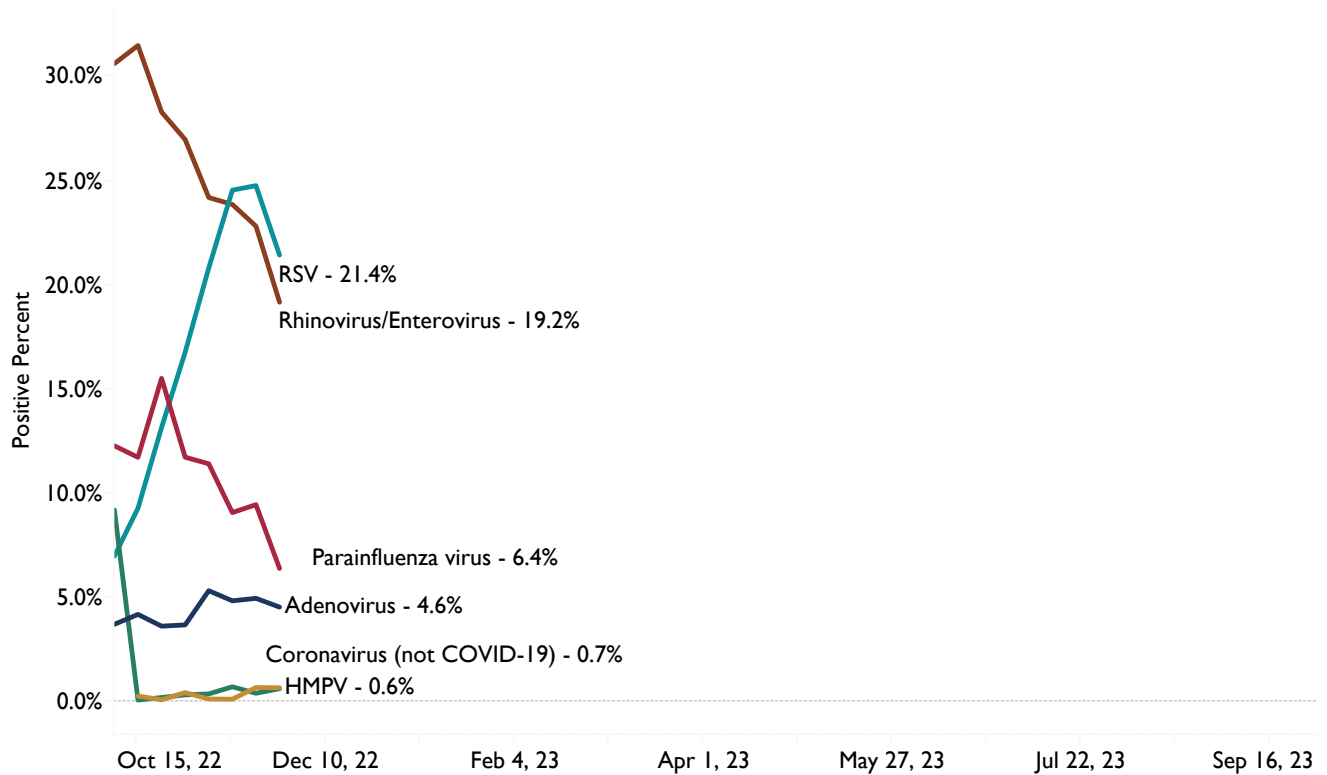 30.0%
25.0%
20.0%
15.0%
10.0%
5.0%
0.0%
Positive Percent
RSV - 21.4%
Rhinovirus/Enterovirus - 19.2%
Parainfluenza virus - 6.4%
Adenovirus - 4.6%
Coronavirus (not COVID-19) - 0.7%
HMPV - 0.6%
Oct 15, 22 Dec 10, 22 Feb 4, 23 Apr 1, 23 May 27, 23 Jul 22, 23 Sep 16, 23